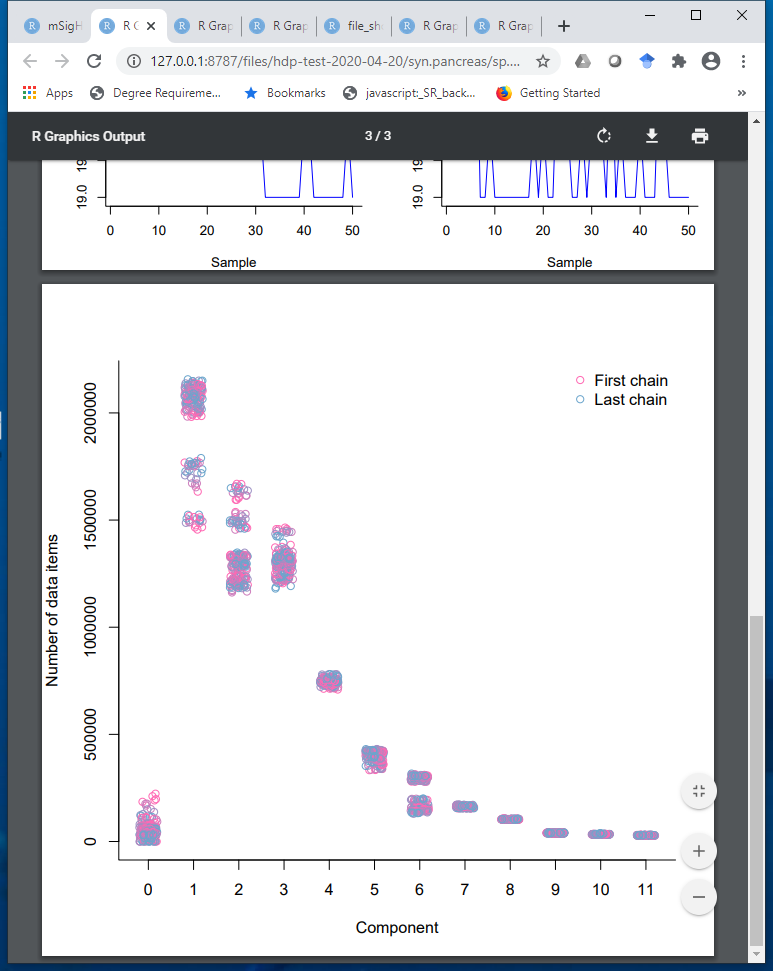 mSigH
R G
R Grap
R Grap
file_sho
R Grap
R Grap
127.0.0.1:8787/files/hdp-test-2020-04-20/syn.pancreas/sp....
Apps
Degree Requireme...
Bookmarks
javascript:_SR_back...
Getting Started
»
R Graphics Output
3 / 3
19.0
19.0
0 10 20 30 40 50
0 10 20 30 40 50
Sample
Sample
First chain
Last chain
Number of data items
2000000
1500000
1000000
500000
0
0 1 2 3 4 5 6 7 8 9 10 11
Component